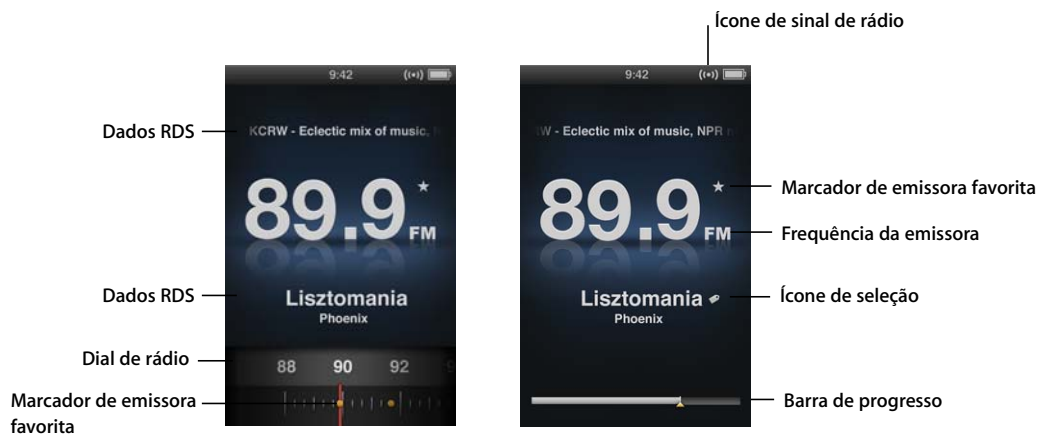 Ícone de sinal de rádio
9:42
9:42
Dados RDS
KCRW - Eclectic mix of music, N
W - Eclectic mix of music, NPR n
89.9 FM
89.9 FM
Marcador de emissora favorita
Frequência da emissora
Dados RDS
Lisztomania
Phoenix
Lisztomania
Phoenix
Ícone de seleção
Dial de rádio
88 90 92 9
Marcador de emissora
favorita
Barra de progresso